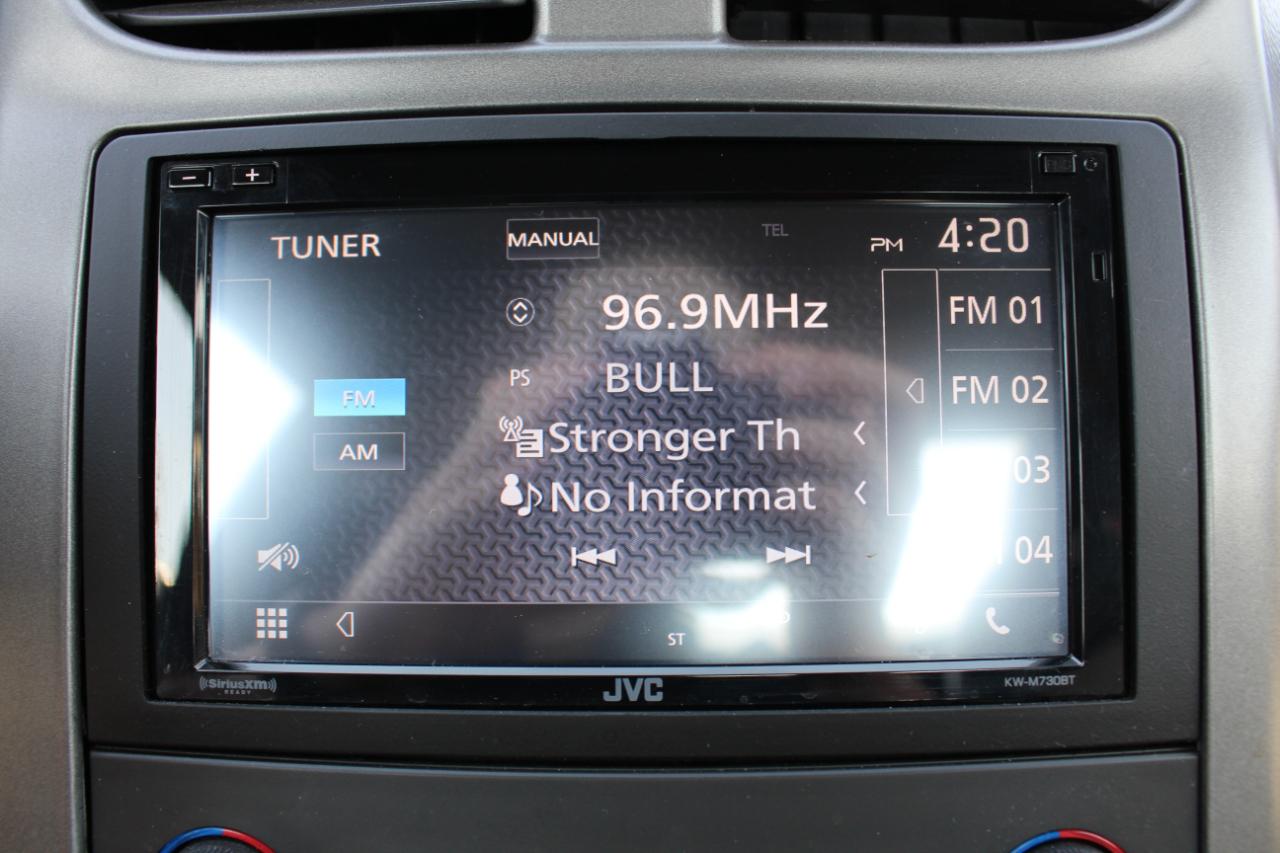 − +
TUNER MANUAL TEL PM 4:20
96.9MHz FM 01
PS BULL FM 02
FM
Stronger Th
AM
03
No Informat
04
ST
SiriusXM
READY
JVC
KW-M730BT